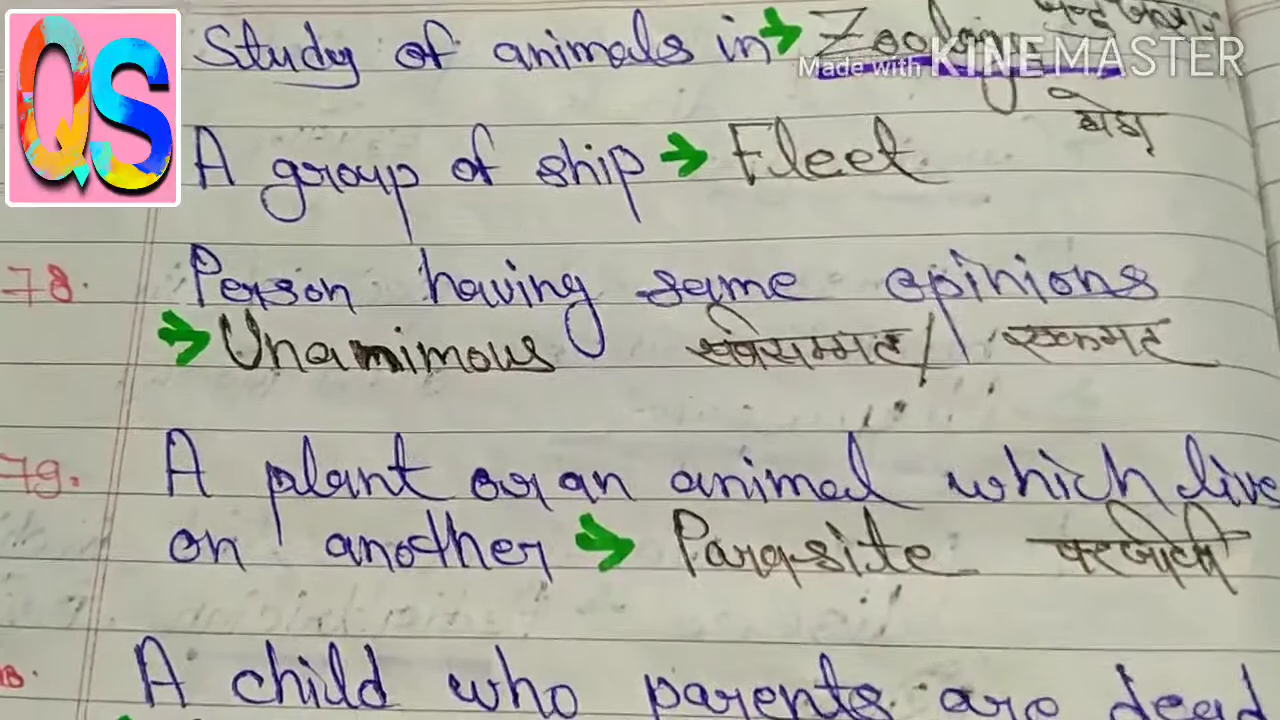 QS
Study of animals in → Zoology
Made with KINEMASTER
A group of ship → Fleet
बेड़ा
78. Person having same opinions
→ Unanimous सर्वसम्मत / एकमत
79. A plant or an animal which live
on another → Parasite परजीवी
A child who parents are dead